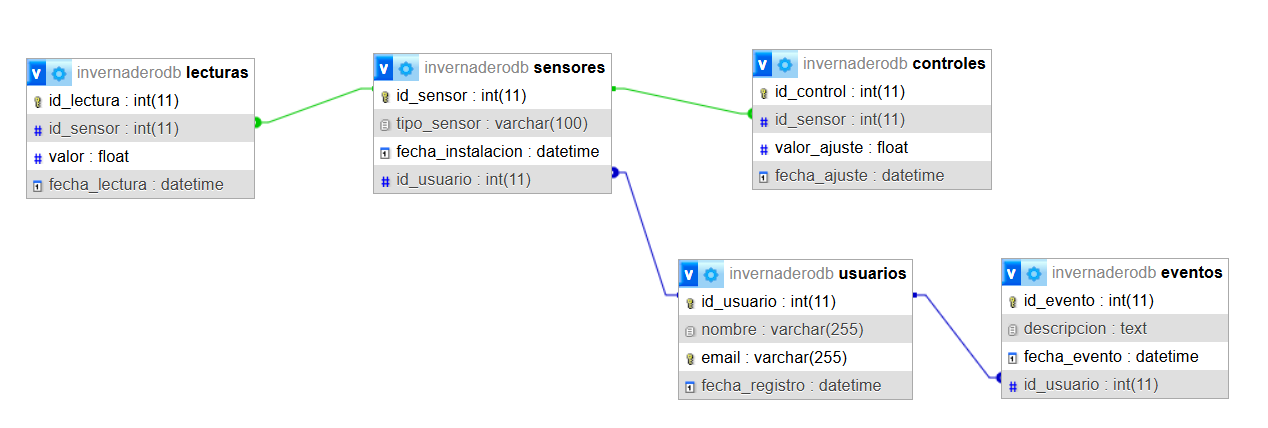 v invernaderodb lecturas
id_lectura : int(11)
# id_sensor : int(11)
# valor : float
fecha_lectura : datetime
v invernaderodb sensores
id_sensor : int(11)
tipo_sensor : varchar(100)
fecha_instalacion : datetime
# id_usuario : int(11)
v invernaderodb controles
id_control : int(11)
# id_sensor : int(11)
# valor_ajuste : float
fecha_ajuste : datetime
v invernaderodb usuarios
id_usuario : int(11)
nombre : varchar(255)
email : varchar(255)
fecha_registro : datetime
v invernaderodb eventos
id_evento : int(11)
descripcion : text
fecha_evento : datetime
# id_usuario : int(11)